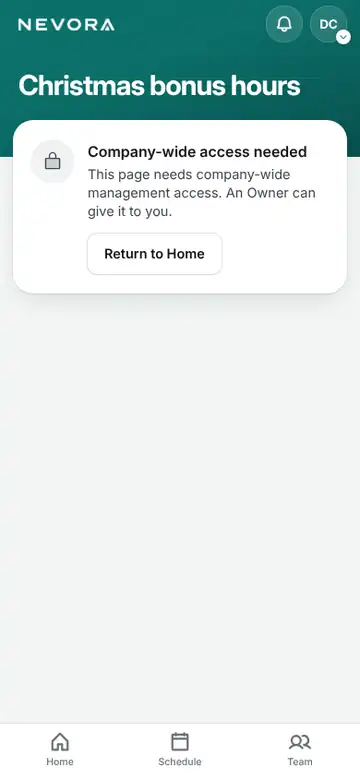 NEVORA
DC
Christmas bonus hours
Company-wide access needed
This page needs company-wide
management access. An Owner can
give it to you.
Return to Home
Home
Schedule
Team